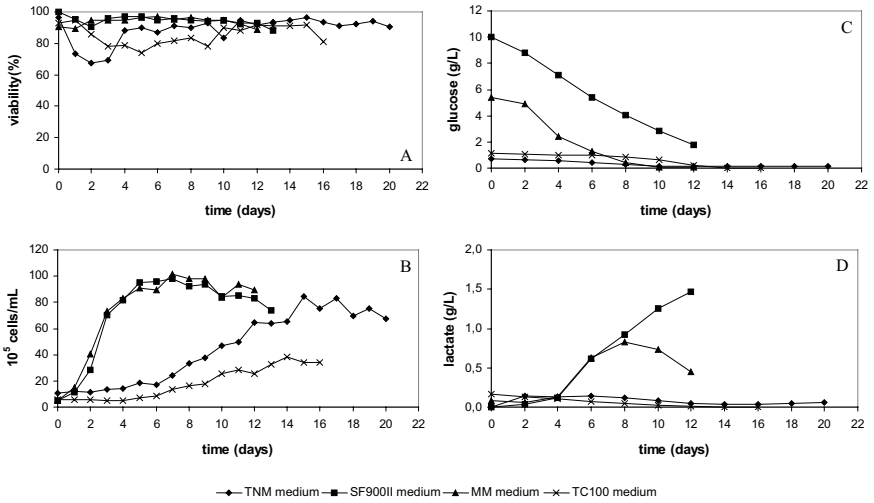 100
80
60
40
20
0
viability(%)
A
0 2 4 6 8 10 12 14 16 18 20 22
time (days)
12
10
8
6
4
2
0
glucose (g/L)
C
0 2 4 6 8 10 12 14 16 18 20 22
time (days)
120
100
80
60
40
20
0
10⁵ cells/mL
B
0 2 4 6 8 10 12 14 16 18 20 22
time (days)
2,0
1,5
1,0
0,5
0,0
lactate (g/L)
D
0 2 4 6 8 10 12 14 16 18 20 22
time (days)
TNM medium SF900II medium MM medium TC100 medium